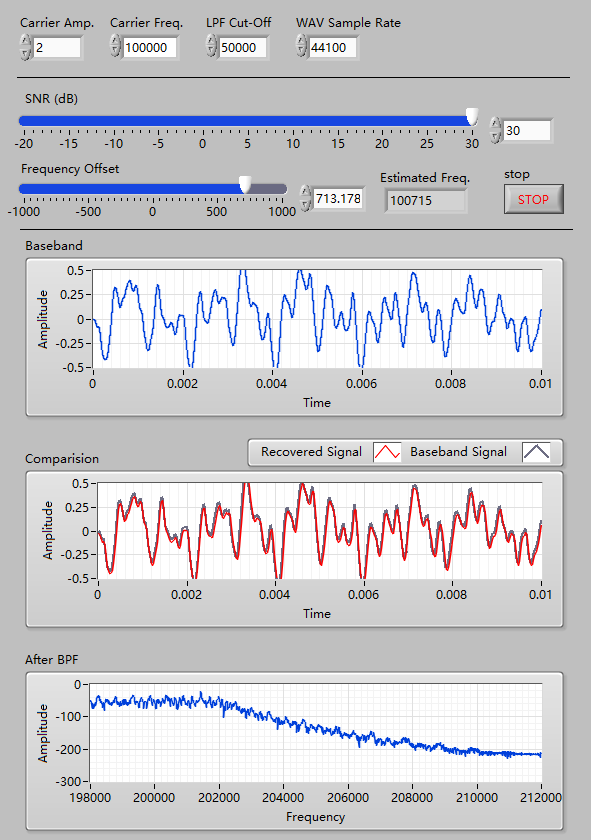 Carrier Amp. Carrier Freq. LPF Cut-Off WAV Sample Rate
2 100000 50000 44100
SNR (dB)
30
-20 -15 -10 -5 0 5 10 15 20 25 30
Frequency Offset Estimated Freq. stop
713.178 100715 STOP
-1000 -500 0 500 1000
Baseband
0.5
0.25
0
-0.25
-0.5
Amplitude
0 0.002 0.004 0.006 0.008 0.01
Time
Recovered Signal Baseband Signal
Comparision
0.5
0.25
0
-0.25
-0.5
Amplitude
0 0.002 0.004 0.006 0.008 0.01
Time
After BPF
0
-100
-200
-300
Amplitude
198000 200000 202000 204000 206000 208000 210000 212000
Frequency